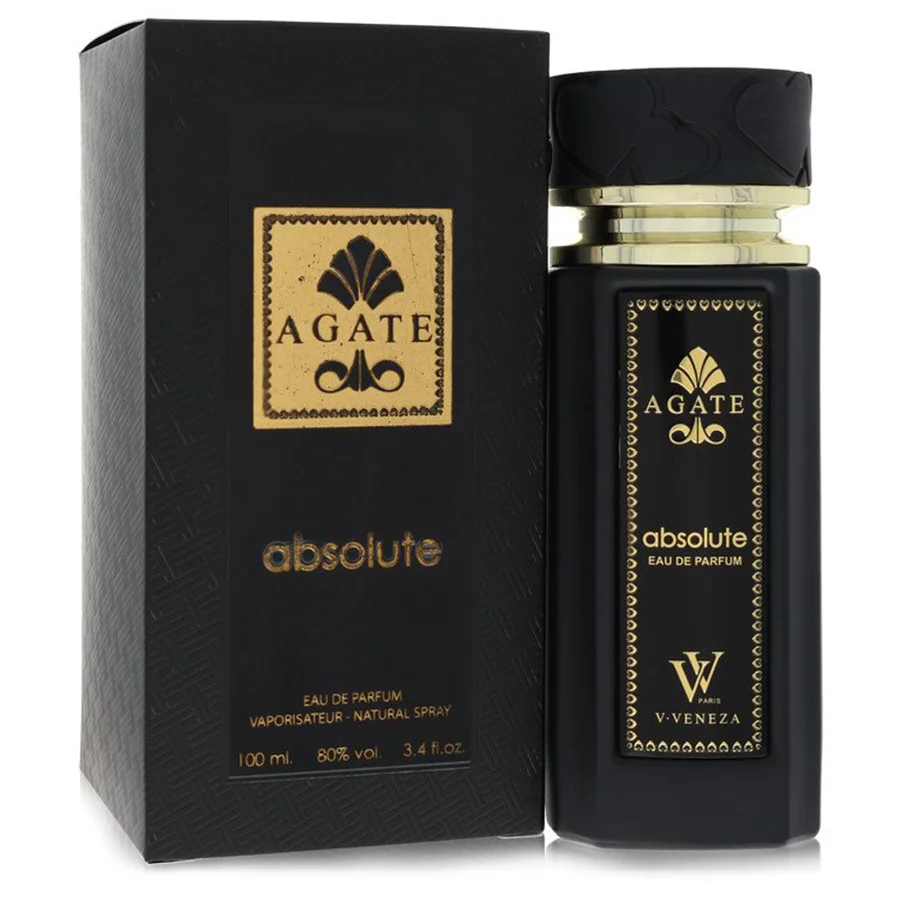 AGATE
absolute
EAU DE PARFUM
VAPORISATEUR - NATURAL SPRAY
100 ml. 80% vol. 3.4 fl.oz.
AGATE
absolute
EAU DE PARFUM
VV
PARIS
V·VENEZA